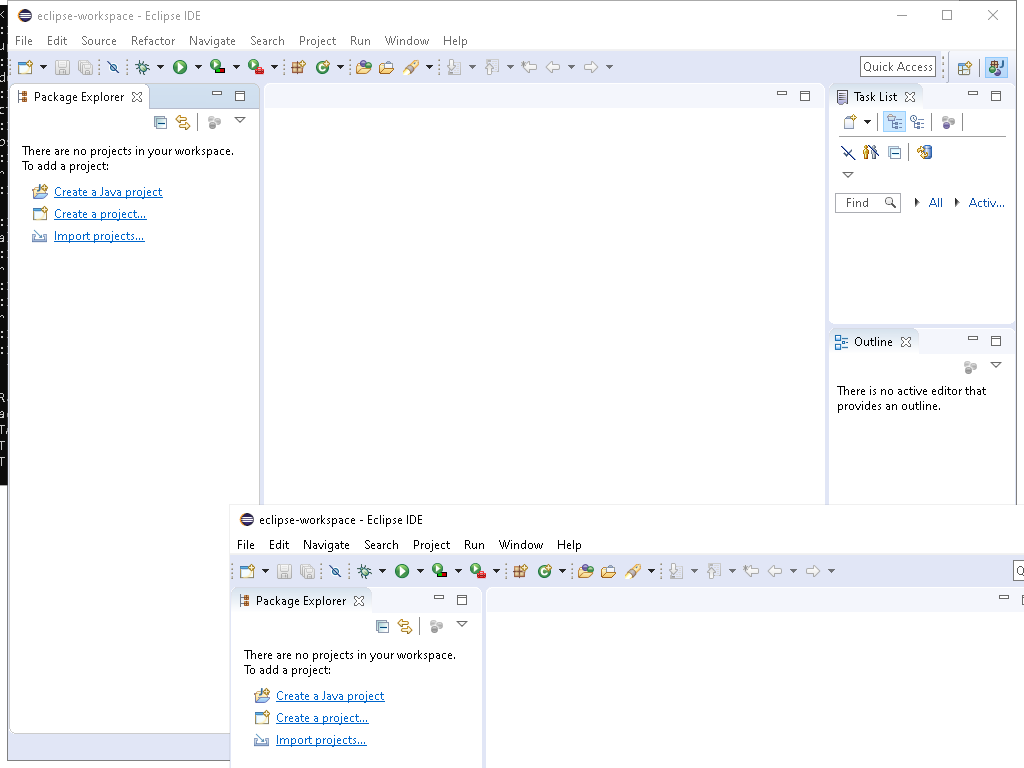 eclipse-workspace - Eclipse IDE
File Edit Source Refactor Navigate Search Project Run Window Help
Quick Access
Package Explorer
There are no projects in your workspace.
To add a project:
Create a Java project
Create a project...
Import projects...
Task List
Find All Activ...
Outline
There is no active editor that
provides an outline.
eclipse-workspace - Eclipse IDE
File Edit Navigate Search Project Run Window Help
Package Explorer
There are no projects in your workspace.
To add a project:
Create a Java project
Create a project...
Import projects...